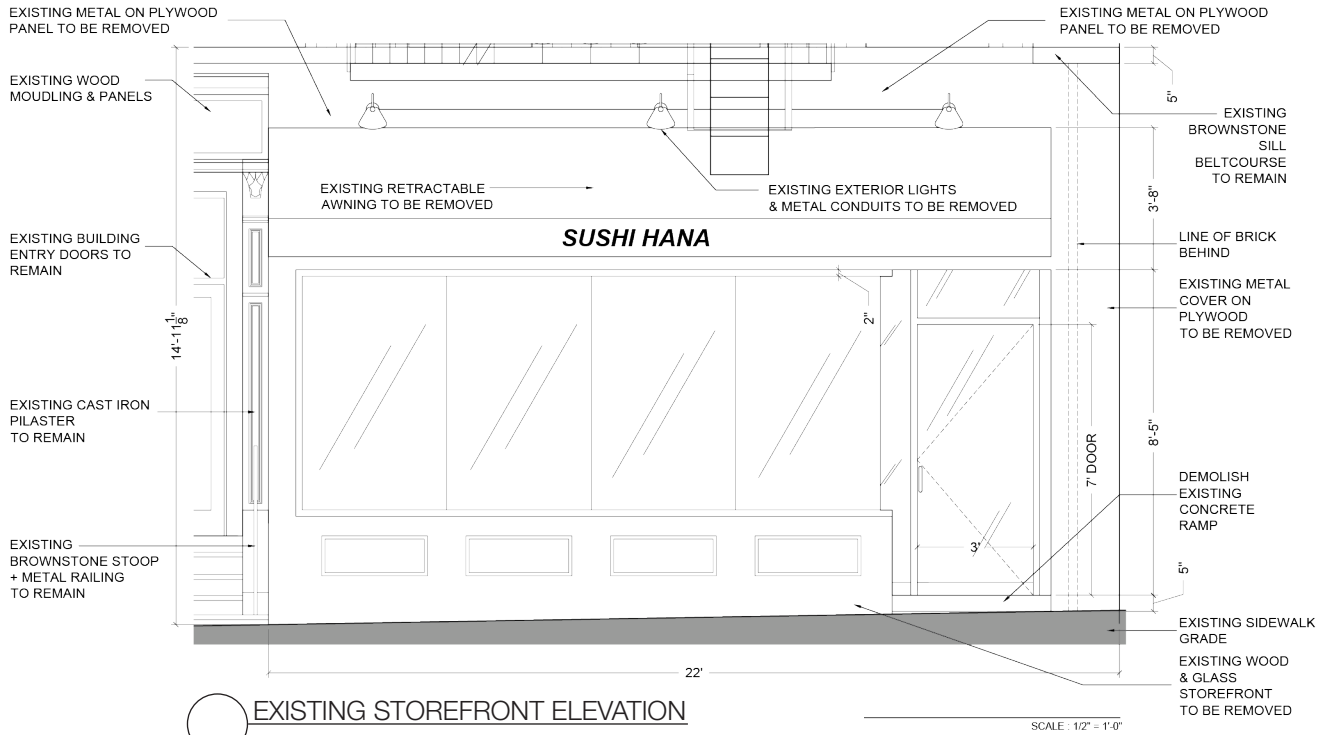 EXISTING METAL ON PLYWOOD
PANEL TO BE REMOVED
EXISTING METAL ON PLYWOOD
PANEL TO BE REMOVED
EXISTING WOOD
MOUDLING & PANELS
5"
EXISTING
BROWNSTONE
SILL
BELTCOURSE
TO REMAIN
EXISTING RETRACTABLE
AWNING TO BE REMOVED
EXISTING EXTERIOR LIGHTS
& METAL CONDUITS TO BE REMOVED
3'-8"
SUSHI HANA
EXISTING BUILDING
ENTRY DOORS TO
REMAIN
LINE OF BRICK
BEHIND
EXISTING METAL
COVER ON
PLYWOOD
TO BE REMOVED
2"
14'-11 1/8"
EXISTING CAST IRON
PILASTER
TO REMAIN
8'-5"
7' DOOR
DEMOLISH
EXISTING
CONCRETE
RAMP
EXISTING
BROWNSTONE STOOP
+ METAL RAILING
TO REMAIN
3'
5"
EXISTING SIDEWALK
GRADE
EXISTING WOOD
& GLASS
STOREFRONT
TO BE REMOVED
22'
EXISTING STOREFRONT ELEVATION
SCALE : 1/2" = 1'-0"